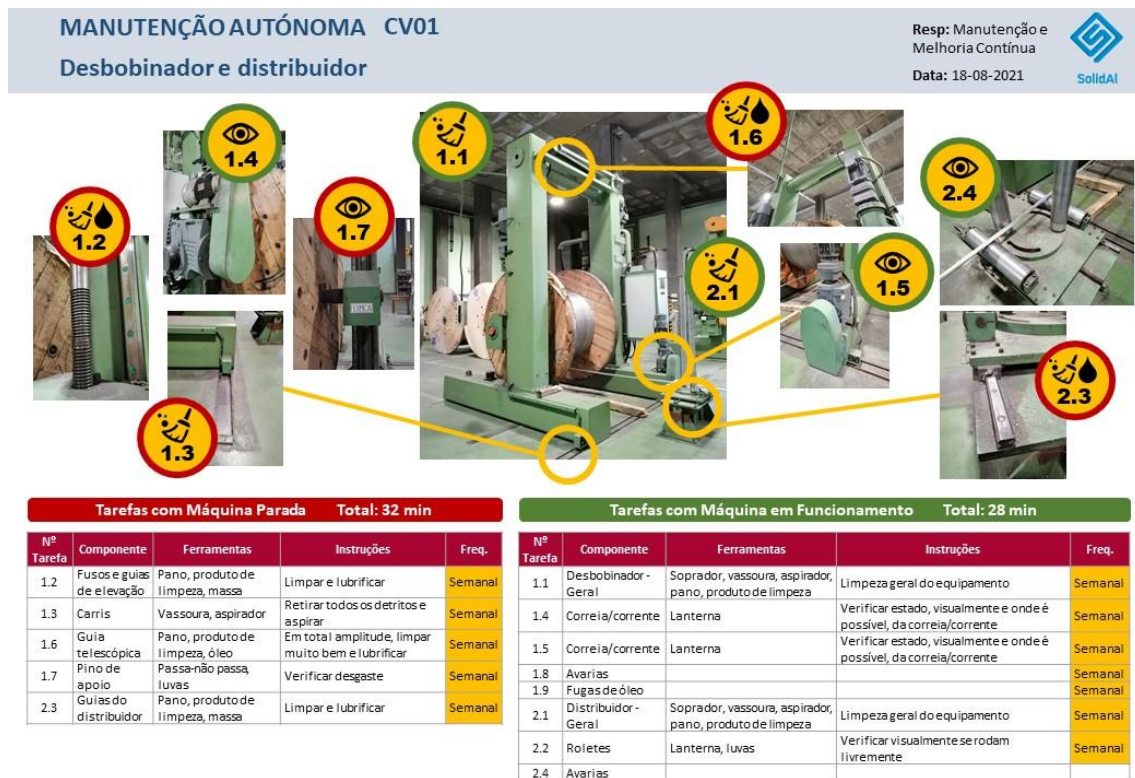 MANUTENÇÃO AUTÓNOMA CV01
Desbobinador e distribuidor
Resp: Manutenção e
Melhoria Contínua
Data: 18-08-2021
SolidAl
1.4
1.1
1.6
2.4
1.2
1.7
2.1
1.5
1.3
2.3
Tarefas com Máquina Parada Total: 32 min
Nº Tarefa Componente Ferramentas Instruções Freq.
1.2 Fusos e guias de elevação Pano, produto de limpeza, massa Limpar e lubrificar Semanal
1.3 Carris Vassoura, aspirador Retirar todos os detritos e aspirar Semanal
1.6 Guia telescópica Pano, produto de limpeza, óleo Em total amplitude, limpar muito bem e lubrificar Semanal
1.7 Pino de apoio Passa-não passa, luvas Verificar desgaste Semanal
2.3 Guias do distribuidor Pano, produto de limpeza, massa Limpar e lubrificar Semanal
Tarefas com Máquina em Funcionamento Total: 28 min
Nº Tarefa Componente Ferramentas Instruções Freq.
1.1 Desbobinador - Geral Soprador, vassoura, aspirador, pano, produto de limpeza Limpeza geral do equipamento Semanal
1.4 Correia/corrente Lanterna Verificar estado, visualmente e onde é possível, da correia/corrente Semanal
1.5 Correia/corrente Lanterna Verificar estado, visualmente e onde é possível, da correia/corrente Semanal
1.8 Avarias Semanal
1.9 Fugas de óleo Semanal
2.1 Distribuidor - Geral Soprador, vassoura, aspirador, pano, produto de limpeza Limpeza geral do equipamento Semanal
2.2 Roletes Lanterna, luvas Verificar visualmente se rodam livremente Semanal
2.4 Avarias